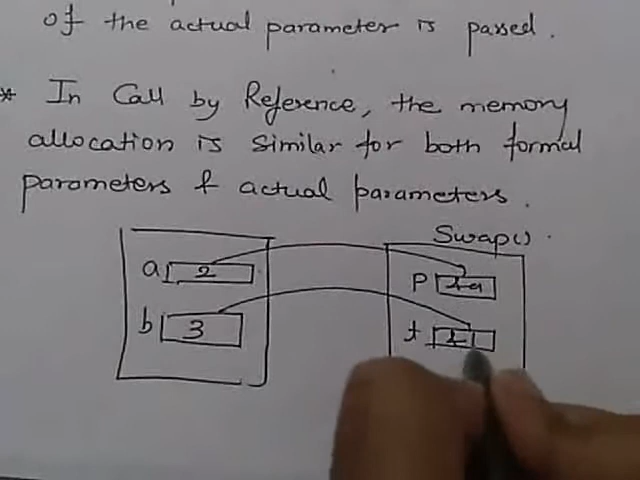 of the actual parameter is passed.
* In Call by Reference, the memory
allocation is similar for both formal
parameters & actual parameters.
Swap()
a 2
p &a
b 3
t